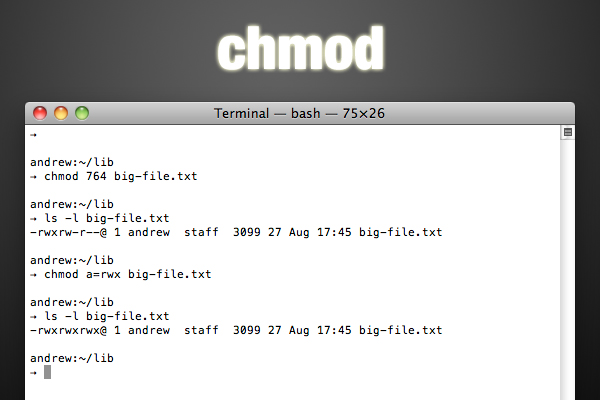 chmod
Terminal — bash — 75×26
→
andrew:~/lib
→ chmod 764 big-file.txt
andrew:~/lib
→ ls -l big-file.txt
-rwxrw-r--@ 1 andrew  staff  3099 27 Aug 17:45 big-file.txt
andrew:~/lib
→ chmod a=rwx big-file.txt
andrew:~/lib
→ ls -l big-file.txt
-rwxrwxrwx@ 1 andrew  staff  3099 27 Aug 17:45 big-file.txt
andrew:~/lib
→